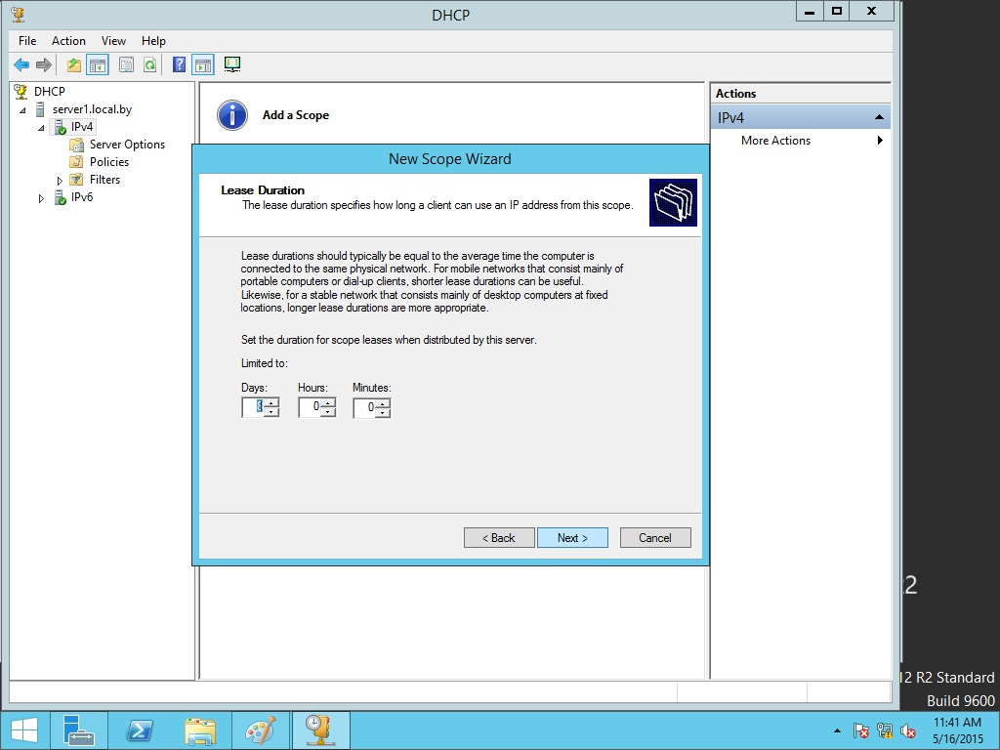 DHCP
File Action View Help
DHCP
server1.local.by
IPv4
Server Options
Policies
Filters
IPv6
Add a Scope
Actions
IPv4
More Actions
New Scope Wizard
Lease Duration
The lease duration specifies how long a client can use an IP address from this scope.
Lease durations should typically be equal to the average time the computer is
connected to the same physical network. For mobile networks that consist mainly of
portable computers or dial-up clients, shorter lease durations can be useful.
Likewise, for a stable network that consists mainly of desktop computers at fixed
locations, longer lease durations are more appropriate.
Set the duration for scope leases when distributed by this server.
Limited to:
Days: Hours: Minutes:
0 0
< Back Next > Cancel
2
12 R2 Standard
Build 9600
11:41 AM
5/16/2015